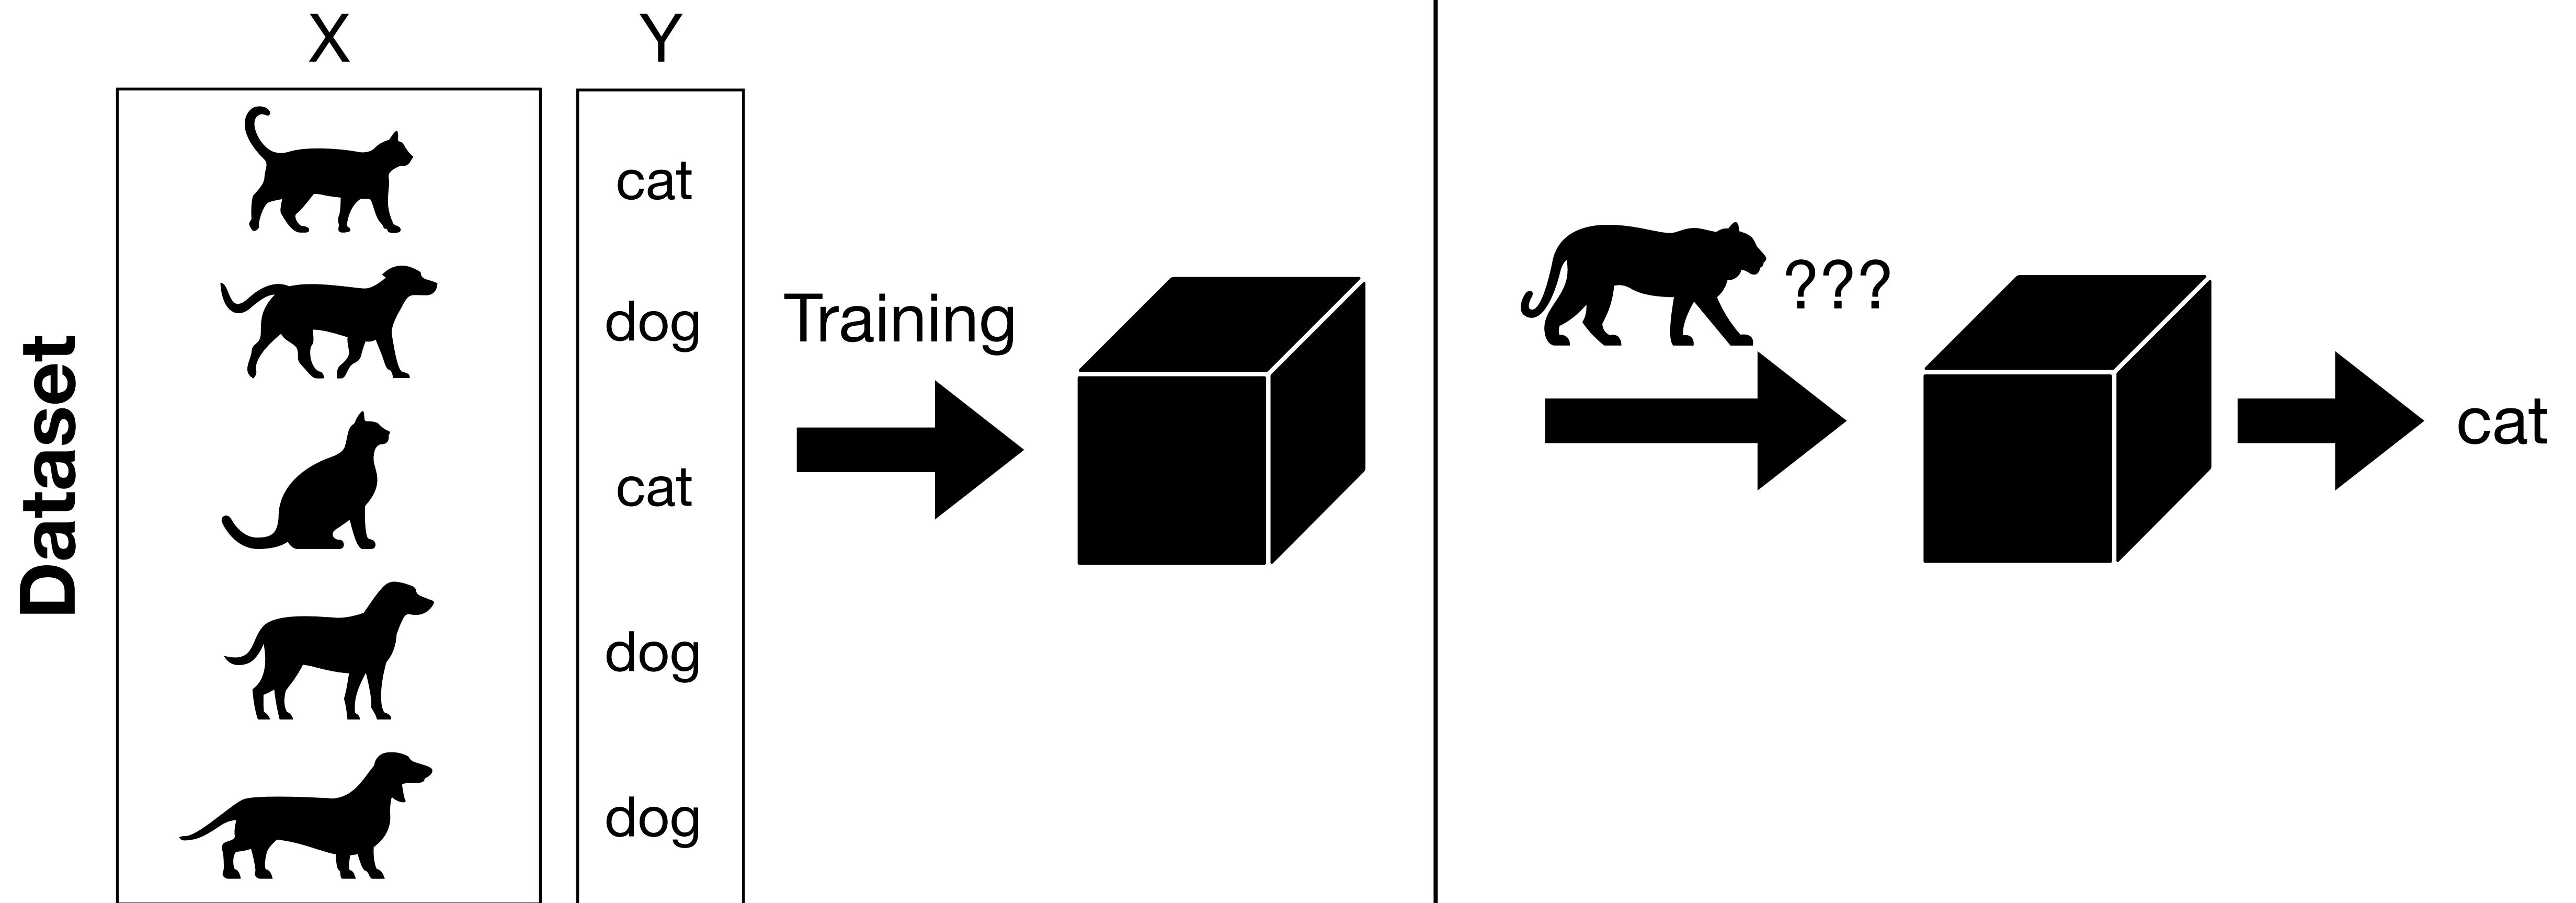 X
Y
Dataset
cat
dog
cat
dog
dog
Training
???
cat